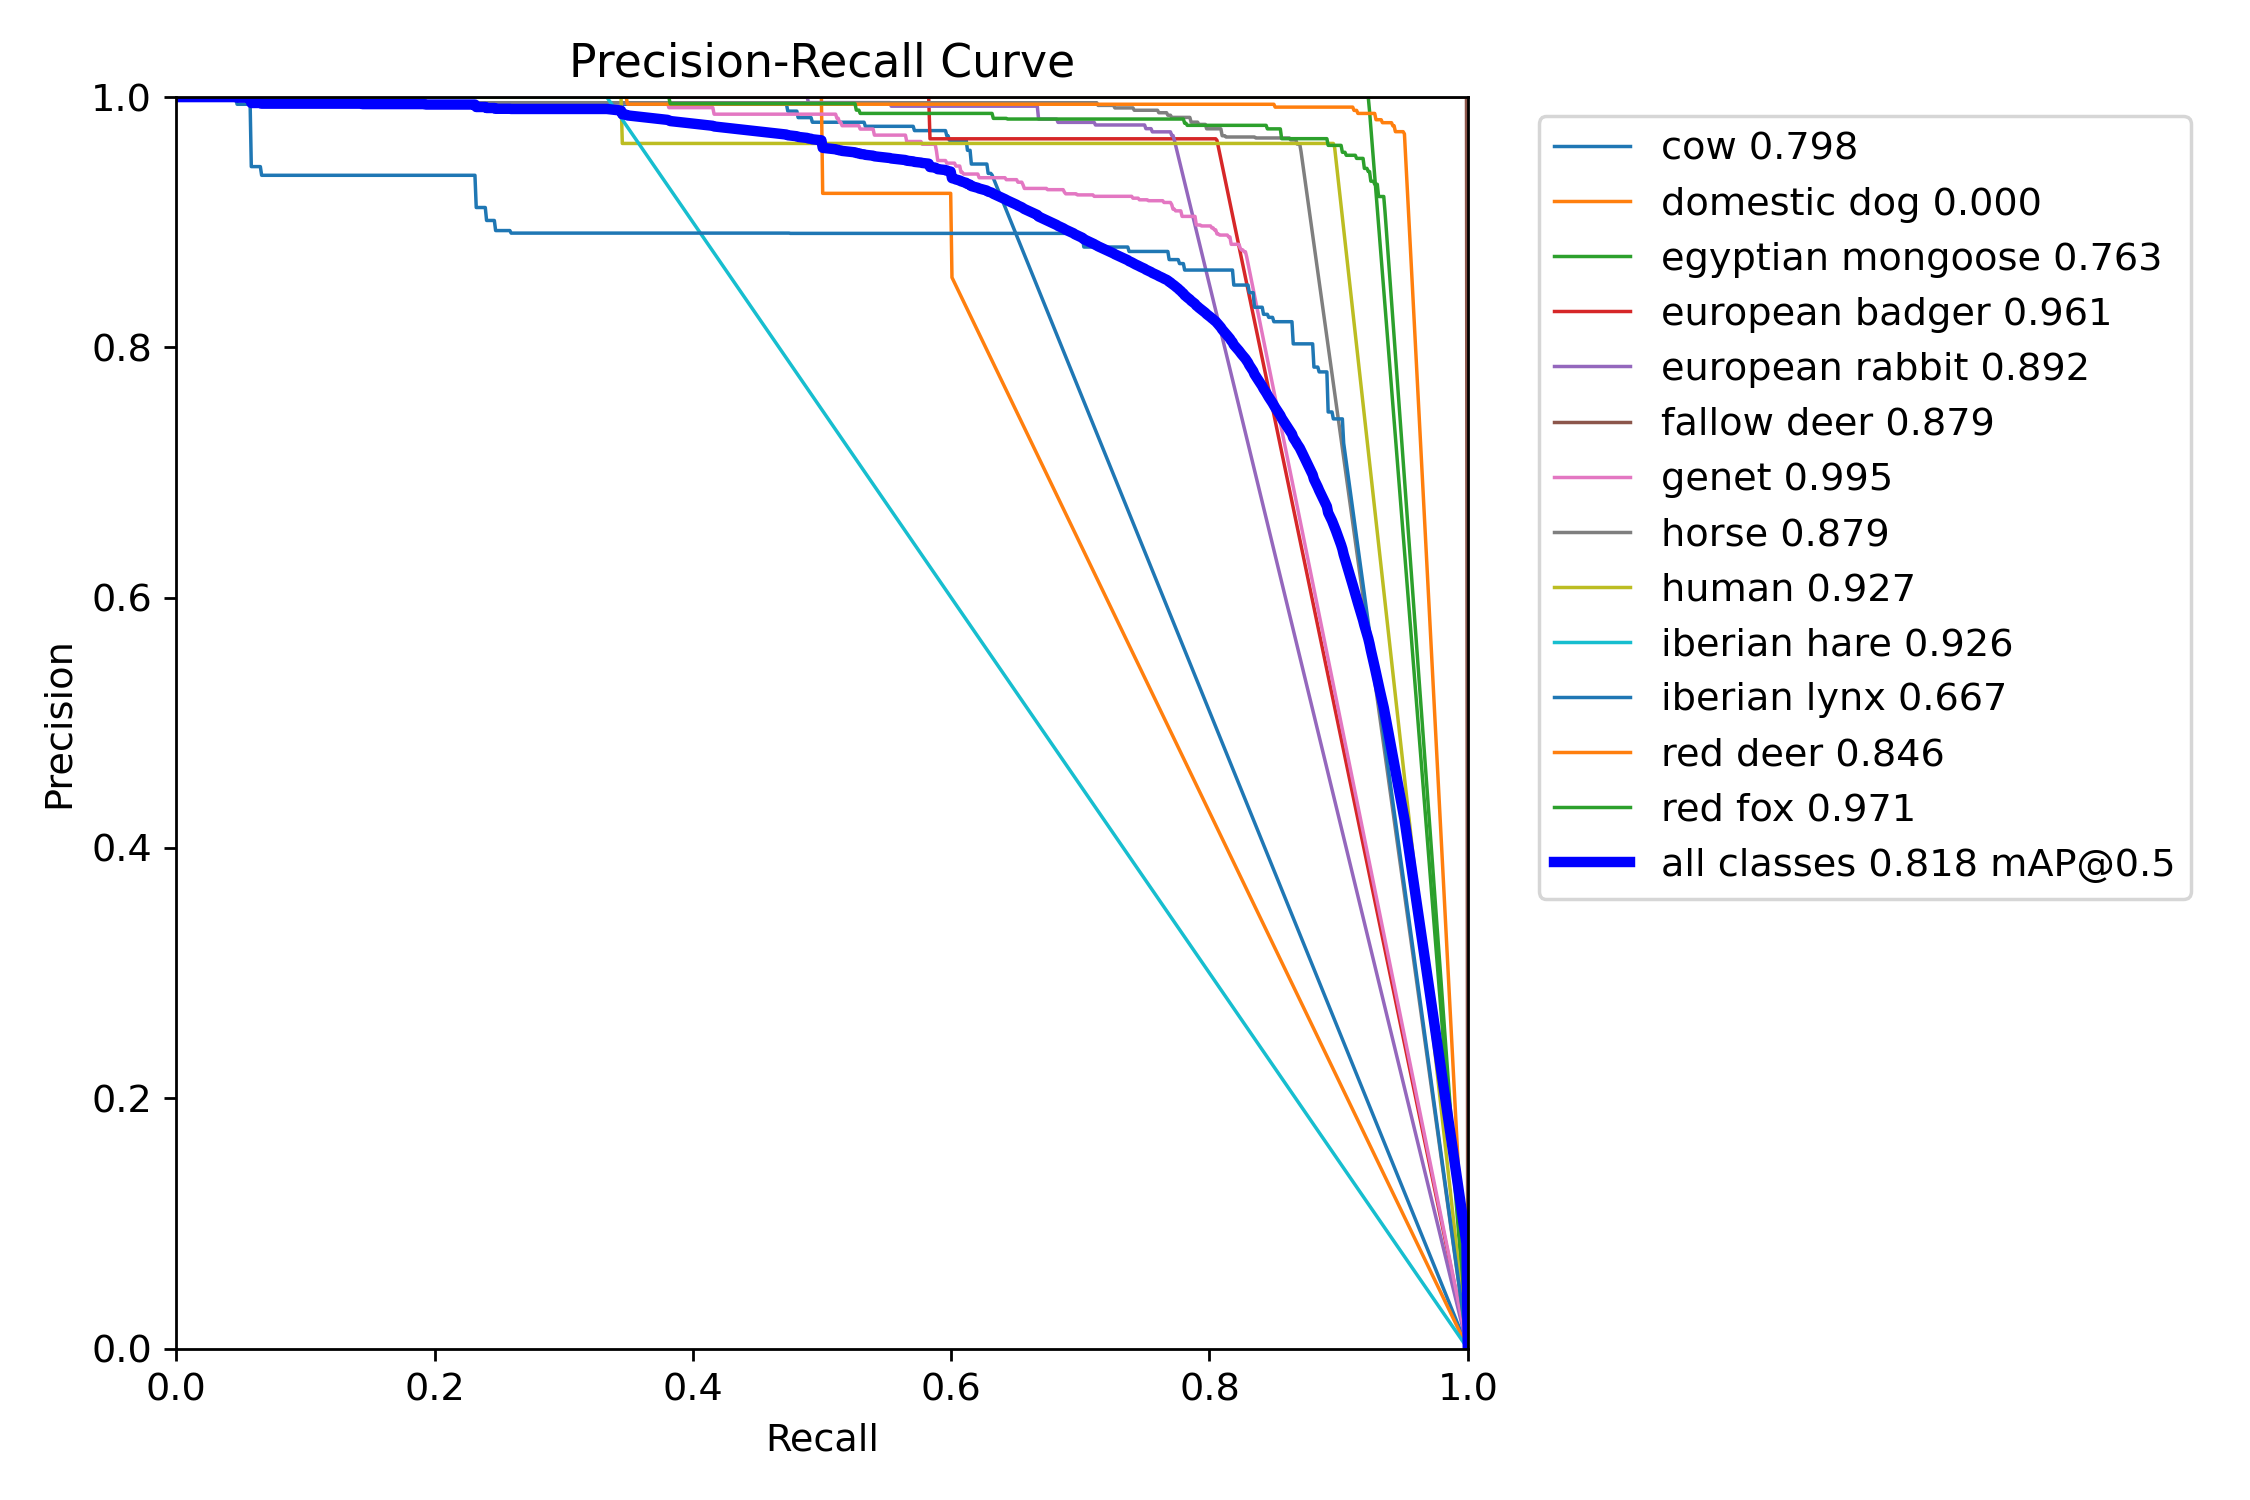 Precision-Recall Curve
1.0
0.8
0.6
0.4
0.2
0.0
Precision
0.0 0.2 0.4 0.6 0.8 1.0
Recall
cow 0.798
domestic dog 0.000
egyptian mongoose 0.763
european badger 0.961
european rabbit 0.892
fallow deer 0.879
genet 0.995
horse 0.879
human 0.927
iberian hare 0.926
iberian lynx 0.667
red deer 0.846
red fox 0.971
all classes 0.818 mAP@0.5